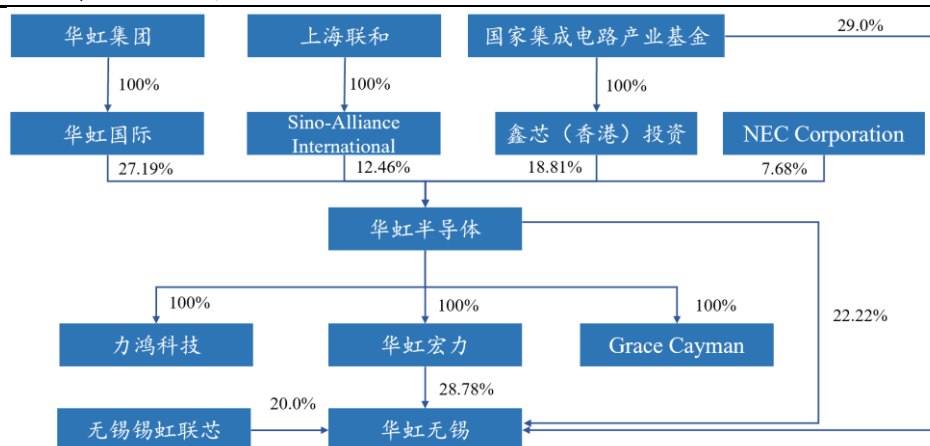 华虹集团
上海联和
国家集成电路产业基金
29.0%
100%
100%
100%
华虹国际
Sino-Alliance
International
鑫芯（香港）投资
NEC Corporation
27.19%
12.46%
18.81%
7.68%
华虹半导体
100%
100%
100%
22.22%
力鸿科技
华虹宏力
Grace Cayman
28.78%
无锡锡虹联芯
20.0%
华虹无锡